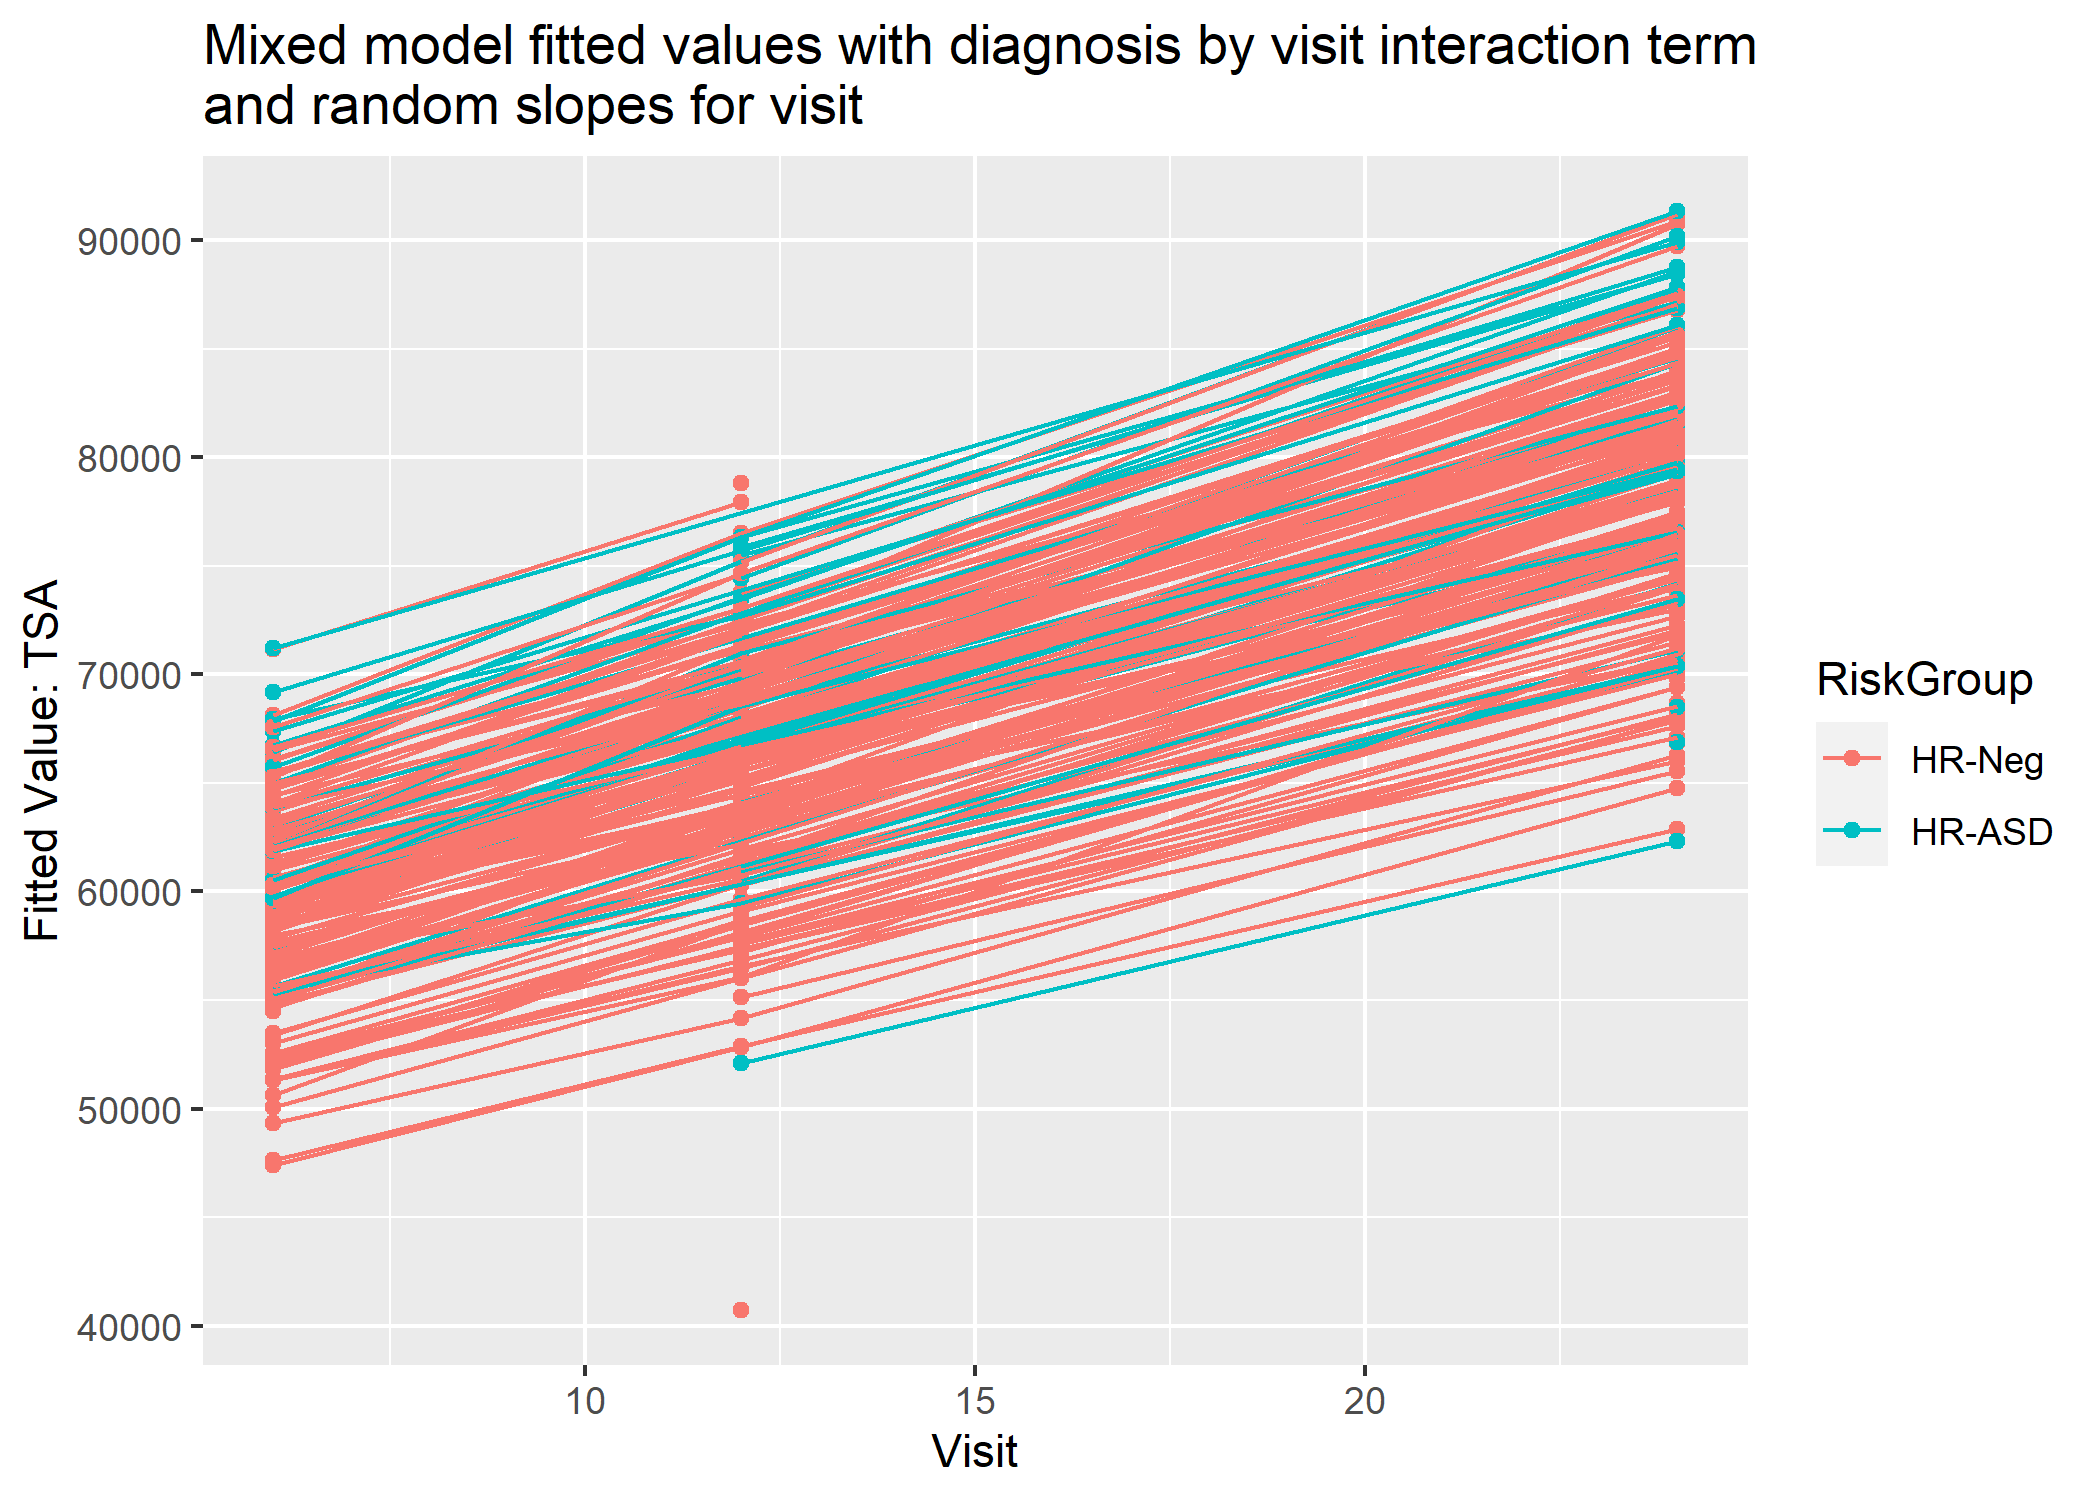 Mixed model fitted values with diagnosis by visit interaction term
and random slopes for visit
90000
80000
70000
60000
50000
40000
Fitted Value: TSA
10
15
20
Visit
RiskGroup
HR-Neg
HR-ASD